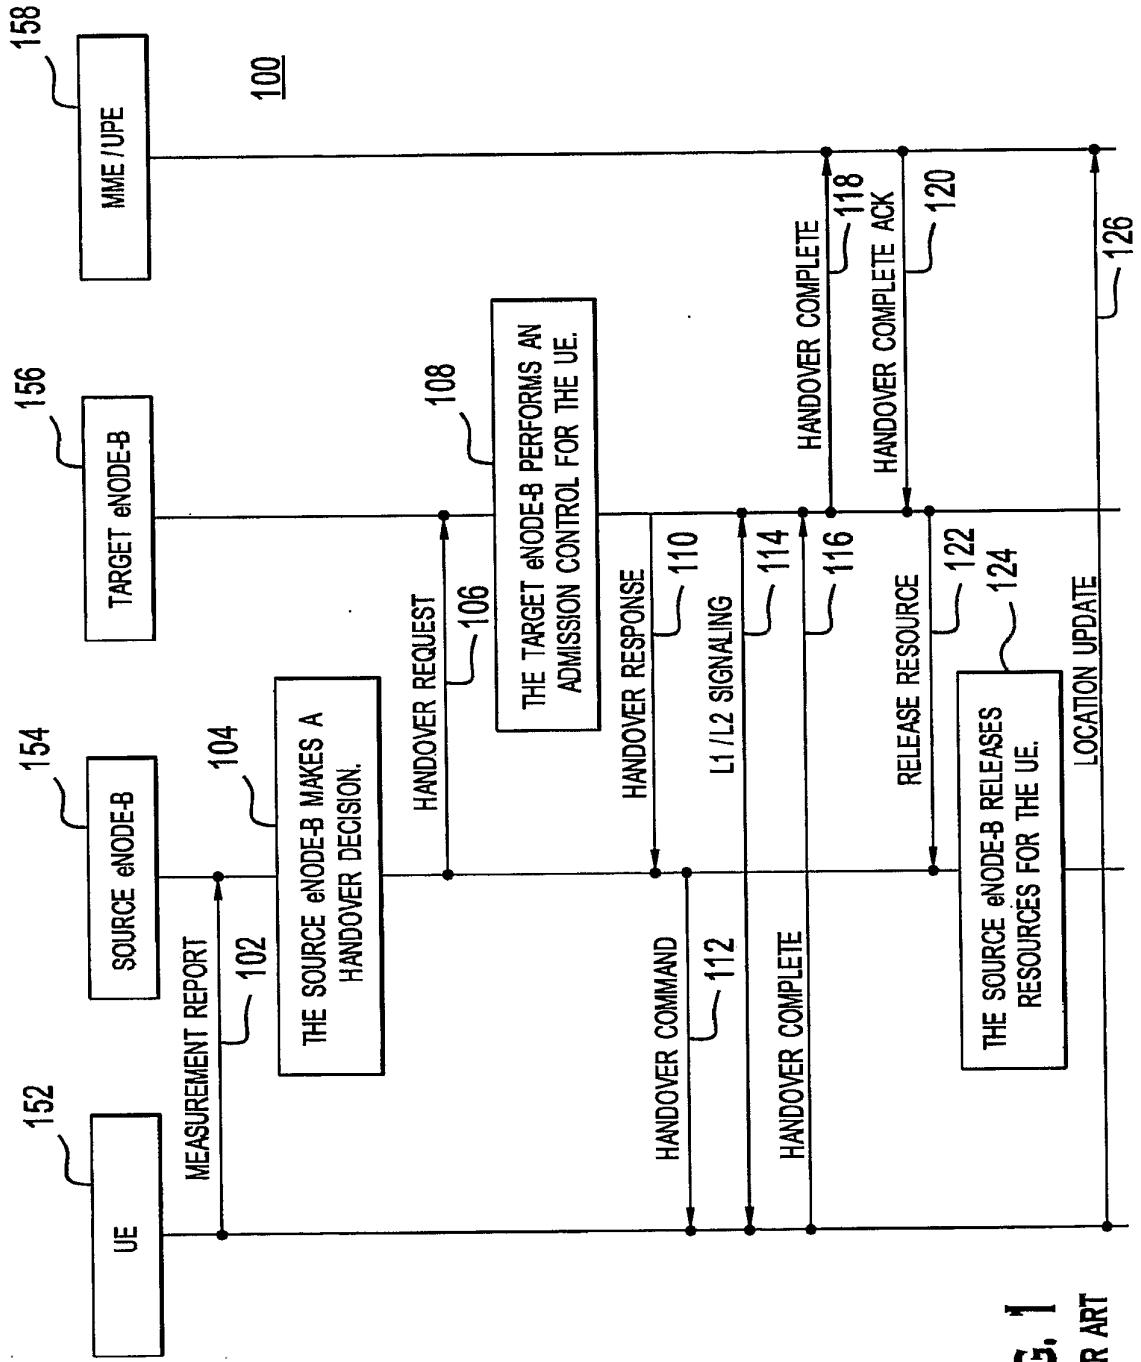 152
UE
154
SOURCE eNODE-B
156
TARGET eNODE-B
158
MME/UPE
100
MEASUREMENT REPORT
102
104
THE SOURCE eNODE-B MAKES A
HANDOVER DECISION.
HANDOVER REQUEST
106
108
THE TARGET eNODE-B PERFORMS AN
ADMISSION CONTROL FOR THE UE.
HANDOVER RESPONSE
110
HANDOVER COMMAND
112
L1/L2 SIGNALING
114
HANDOVER COMPLETE
116
HANDOVER COMPLETE
118
HANDOVER COMPLETE ACK
120
RELEASE RESOURCE
122
124
THE SOURCE eNODE-B RELEASES
RESOURCES FOR THE UE.
LOCATION UPDATE
126
G. 1
R ART